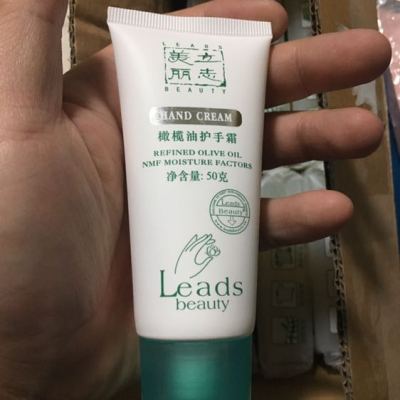 LEADS
美立
丽志
BEAUTY
HAND CREAM
橄榄油护手霜
REFINED OLIVE OIL
NMF MOISTURE FACTORS
净含量: 50克
Leads
Beauty
Leads
beauty